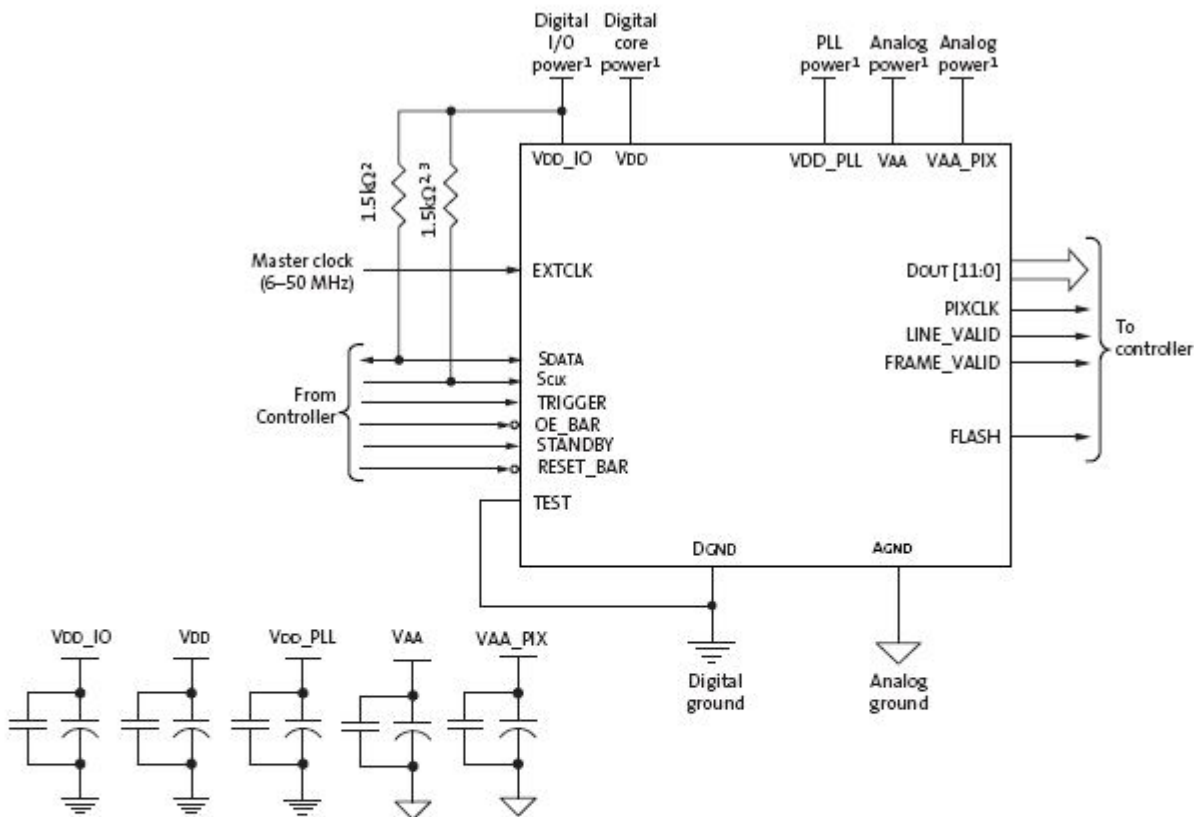 Digital
I/O
power¹
Digital
core
power¹
PLL
power¹
Analog
power¹
Analog
power¹
VDD_IO
VDD
VDD_PLL
VAA
VAA_PIX
1.5kΩ²
1.5kΩ²,³
Master clock
(6–50 MHz)
EXTCLK
SDATA
SCLK
TRIGGER
OE_BAR
STANDBY
RESET_BAR
TEST
From
Controller
DOUT [11:0]
PIXCLK
LINE_VALID
FRAME_VALID
FLASH
To
controller
DGND
AGND
Digital
ground
Analog
ground
VDD_IO
VDD
VDD_PLL
VAA
VAA_PIX